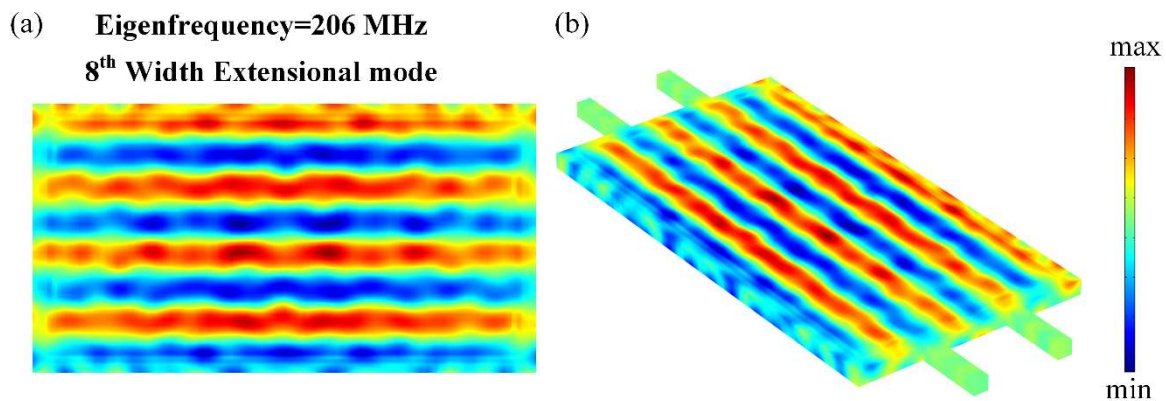 (a) Eigenfrequency=206 MHz
8th Width Extensional mode
(b)
max
min